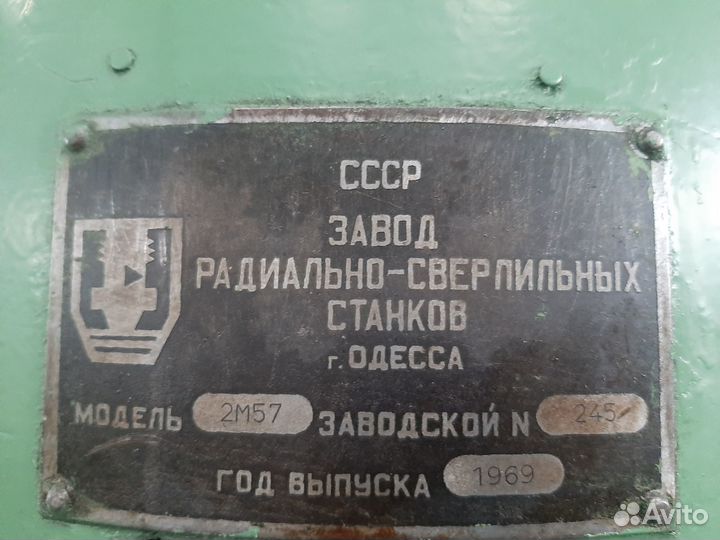 СССР
ЗАВОД
РАДИАЛЬНО-СВЕРЛИЛЬНЫХ
СТАНКОВ
г. ОДЕССА
МОДЕЛЬ 2М57 ЗАВОДСКОЙ N 245
ГОД ВЫПУСКА 1969
Avito